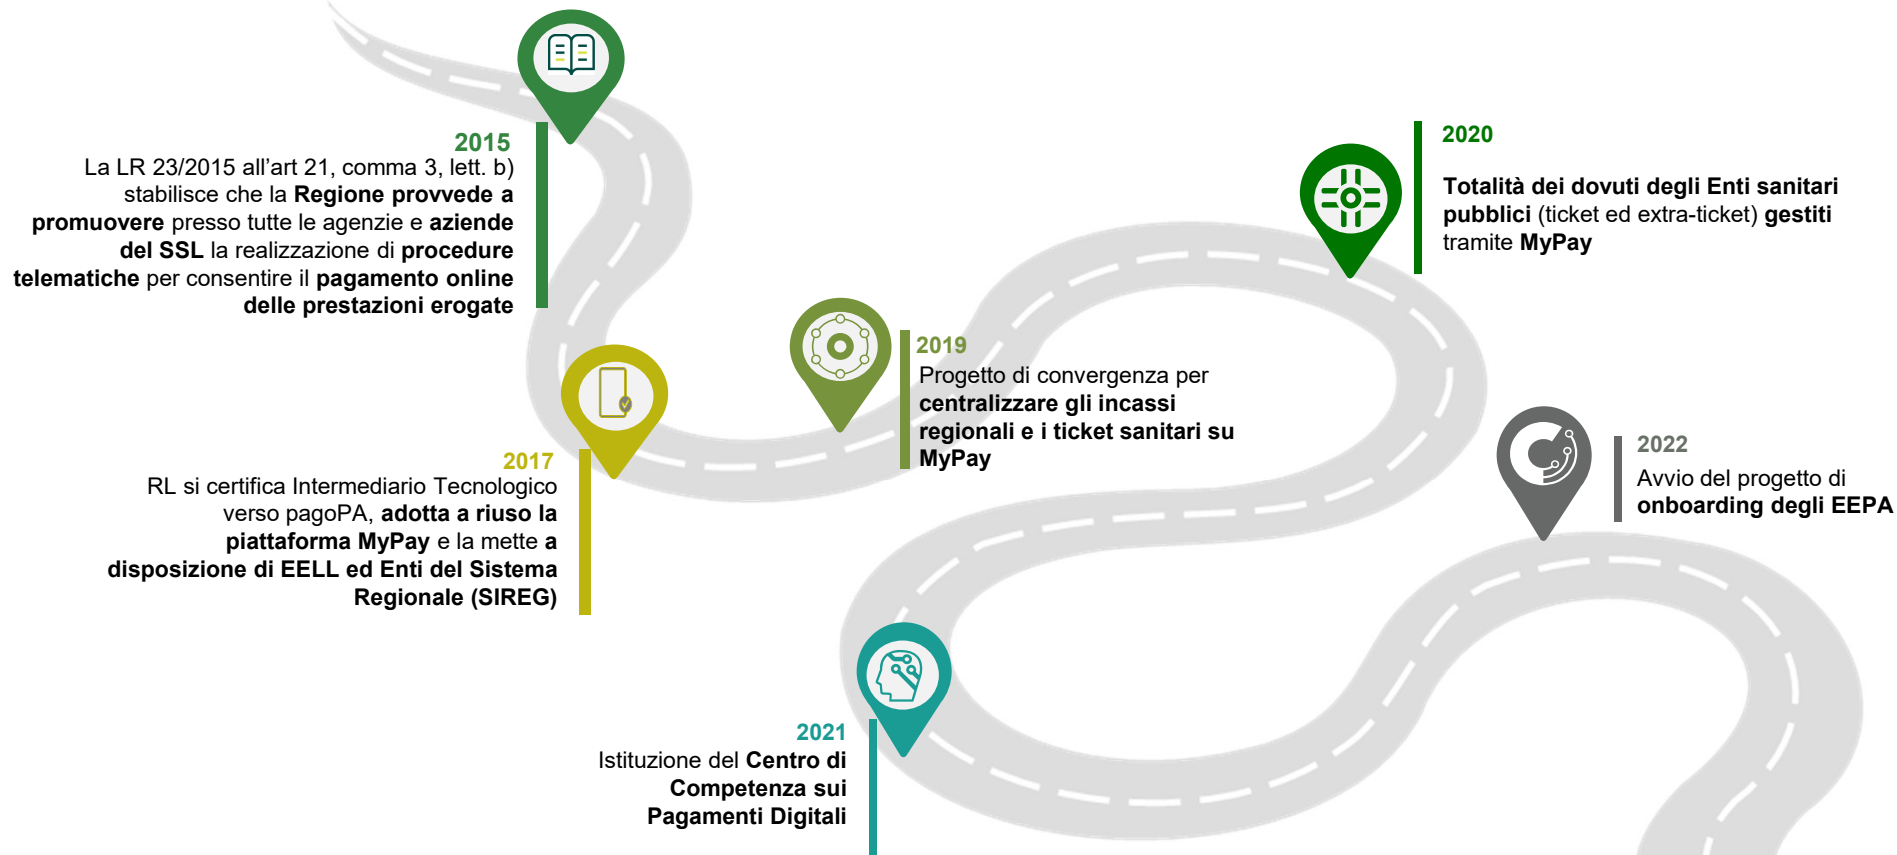 2015
La LR 23/2015 all’art 21, comma 3, lett. b)
stabilisce che la Regione provvede a
promuovere presso tutte le agenzie e aziende
del SSL la realizzazione di procedure
telematiche per consentire il pagamento online
delle prestazioni erogate
2017
RL si certifica Intermediario Tecnologico
verso pagoPA, adotta a riuso la
piattaforma MyPay e la mette a
disposizione di EELL ed Enti del Sistema
Regionale (SIREG)
2019
Progetto di convergenza per
centralizzare gli incassi
regionali e i ticket sanitari su
MyPay
2020
Totalità dei dovuti degli Enti sanitari
pubblici (ticket ed extra-ticket) gestiti
tramite MyPay
2021
Istituzione del Centro di
Competenza sui
Pagamenti Digitali
2022
Avvio del progetto di
onboarding degli EEPA